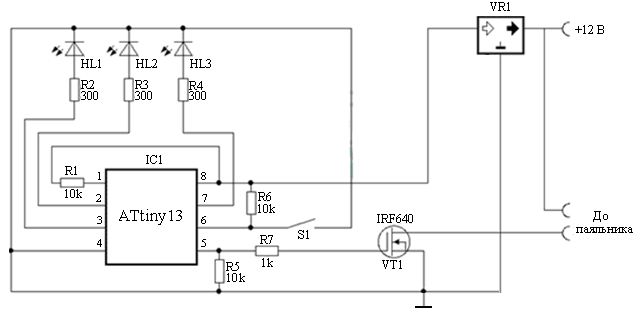 VR1
+12 В
HL1
HL2
HL3
R2
300
R3
300
R4
300
IC1
R1
10k
1
2
3
4
ATtiny13
8
7
6
5
R6
10k
S1
R7
1k
R5
10k
IRF640
VT1
До
паяльника